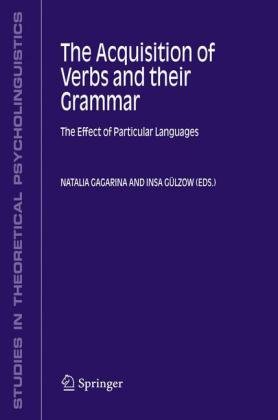 STUDIES IN THEORETICAL PSYCHOLINGUISTICS
The Acquisition of
Verbs and their
Grammar
The Effect of Particular Languages
NATALIA GAGARINA AND INSA GÜLZOW (EDS.)
Springer